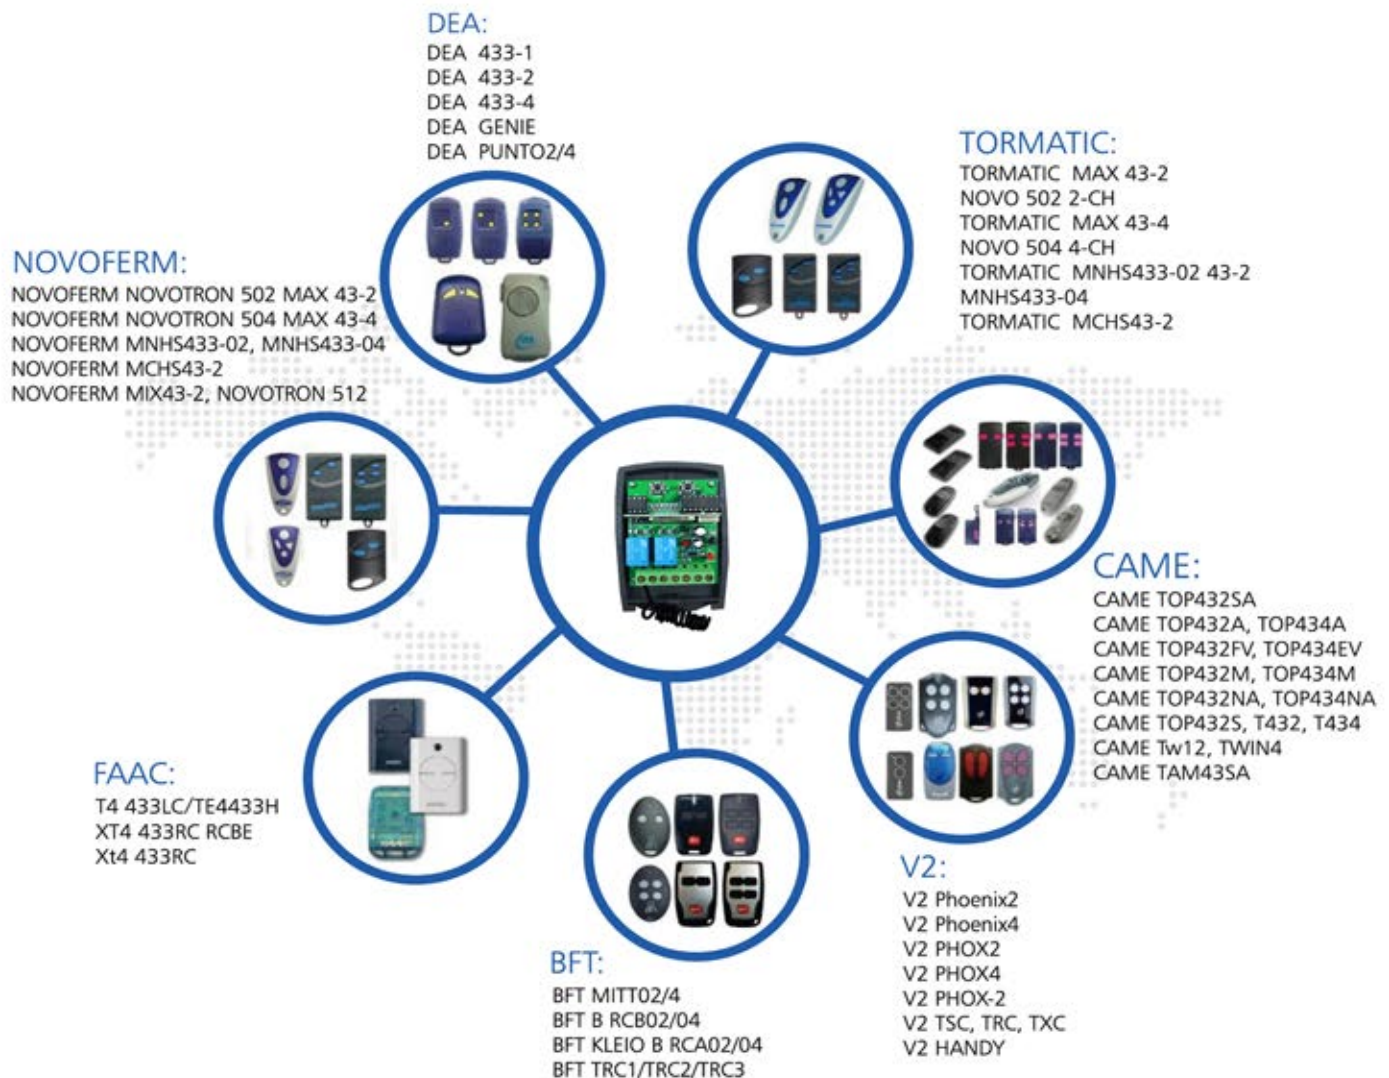 DEA:
DEA 433-1
DEA 433-2
DEA 433-4
DEA GENIE
DEA PUNTO2/4
TORMATIC:
TORMATIC MAX 43-2
NOVO 502 2-CH
TORMATIC MAX 43-4
NOVO 504 4-CH
TORMATIC MNHS433-02 43-2
MNHS433-04
TORMATIC MCHS43-2
NOVOFERM:
NOVOFERM NOVOTRON 502 MAX 43-2
NOVOFERM NOVOTRON 504 MAX 43-4
NOVOFERM MNHS433-02, MNHS433-04
NOVOFERM MCHS43-2
NOVOFERM MIX43-2, NOVOTRON 512
CAME:
CAME TOP432SA
CAME TOP432A, TOP434A
CAME TOP432FV, TOP434EV
CAME TOP432M, TOP434M
CAME TOP432NA, TOP434NA
CAME TOP432S, T432, T434
CAME Tw12, TWIN4
CAME TAM43SA
FAAC:
T4 433LC/TE4433H
XT4 433RC RCBE
Xt4 433RC
V2:
V2 Phoenix2
V2 Phoenix4
V2 PHOX2
V2 PHOX4
V2 PHOX-2
V2 TSC, TRC, TXC
V2 HANDY
BFT:
BFT MITT02/4
BFT B RCB02/04
BFT KLEIO B RCA02/04
BFT TRC1/TRC2/TRC3